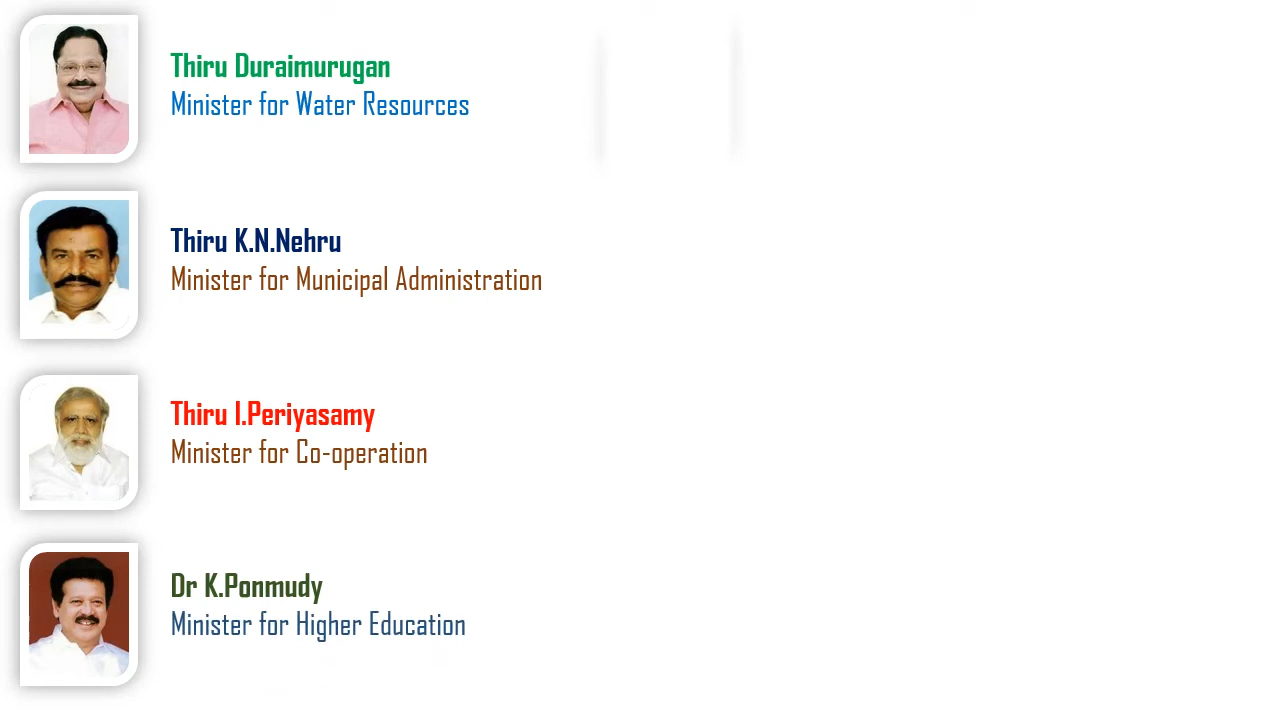 Thiru Duraimurugan
Minister for Water Resources
Thiru K.N.Nehru
Minister for Municipal Administration
Thiru I.Periyasamy
Minister for Co-operation
Dr K.Ponmudy
Minister for Higher Education